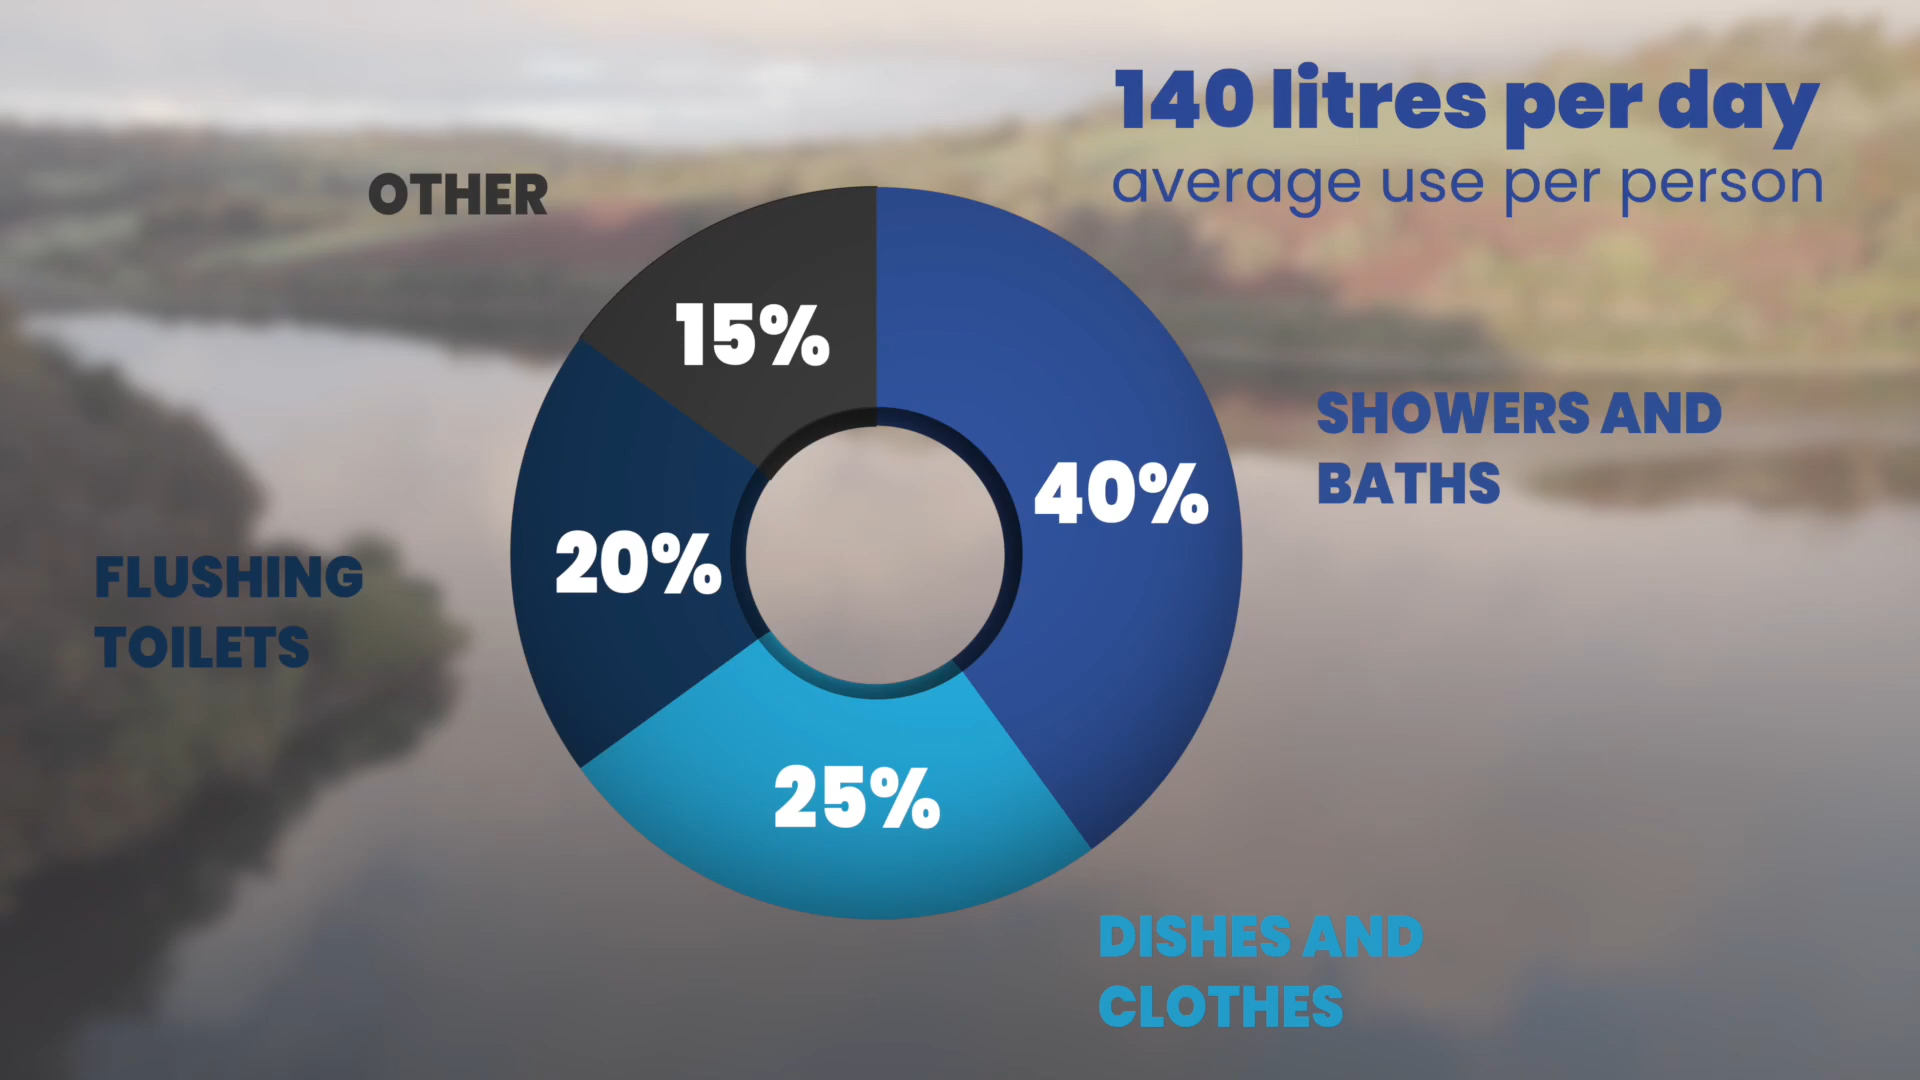 140 litres per day
average use per person
OTHER
15%
40%
SHOWERS AND
BATHS
20%
FLUSHING
TOILETS
25%
DISHES AND
CLOTHES